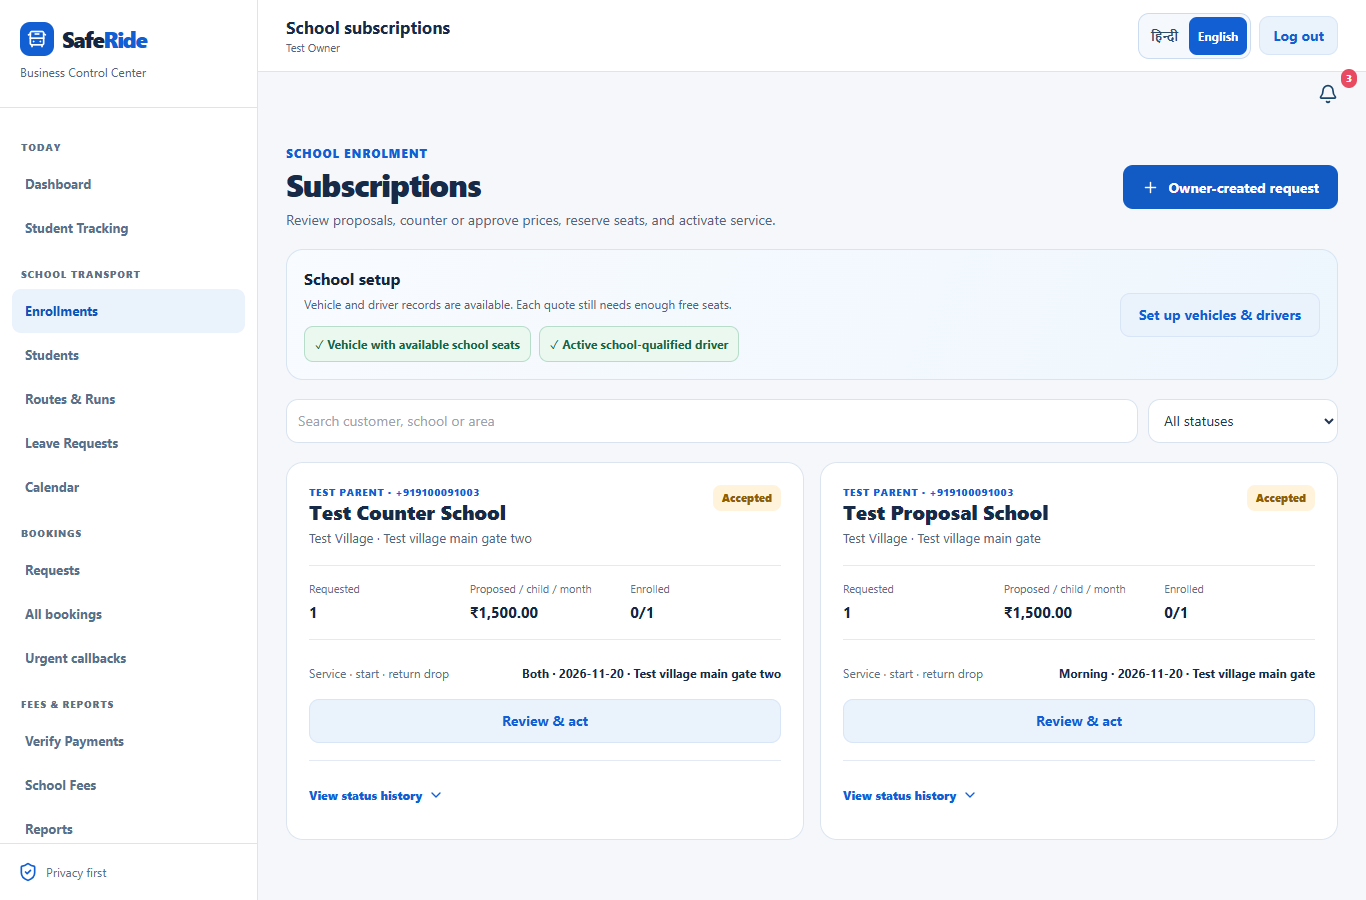 SafeRide
Business Control Center
TODAY
Dashboard
Student Tracking
SCHOOL TRANSPORT
Enrollments
Students
Routes & Runs
Leave Requests
Calendar
BOOKINGS
Requests
All bookings
Urgent callbacks
FEES & REPORTS
Verify Payments
School Fees
Reports
Privacy first
School subscriptions
Test Owner
हिन्दी
English
Log out
3
SCHOOL ENROLMENT
Subscriptions
Review proposals, counter or approve prices, reserve seats, and activate service.
+ Owner-created request
School setup
Vehicle and driver records are available. Each quote still needs enough free seats.
✓ Vehicle with available school seats
✓ Active school-qualified driver
Set up vehicles & drivers
Search customer, school or area
All statuses
TEST PARENT · +919100091003
Accepted
Test Counter School
Test Village · Test village main gate two
Requested
Proposed / child / month
Enrolled
1
₹1,500.00
0/1
Service · start · return drop
Both · 2026-11-20 · Test village main gate two
Review & act
View status history
TEST PARENT · +919100091003
Accepted
Test Proposal School
Test Village · Test village main gate
Requested
Proposed / child / month
Enrolled
1
₹1,500.00
0/1
Service · start · return drop
Morning · 2026-11-20 · Test village main gate
Review & act
View status history